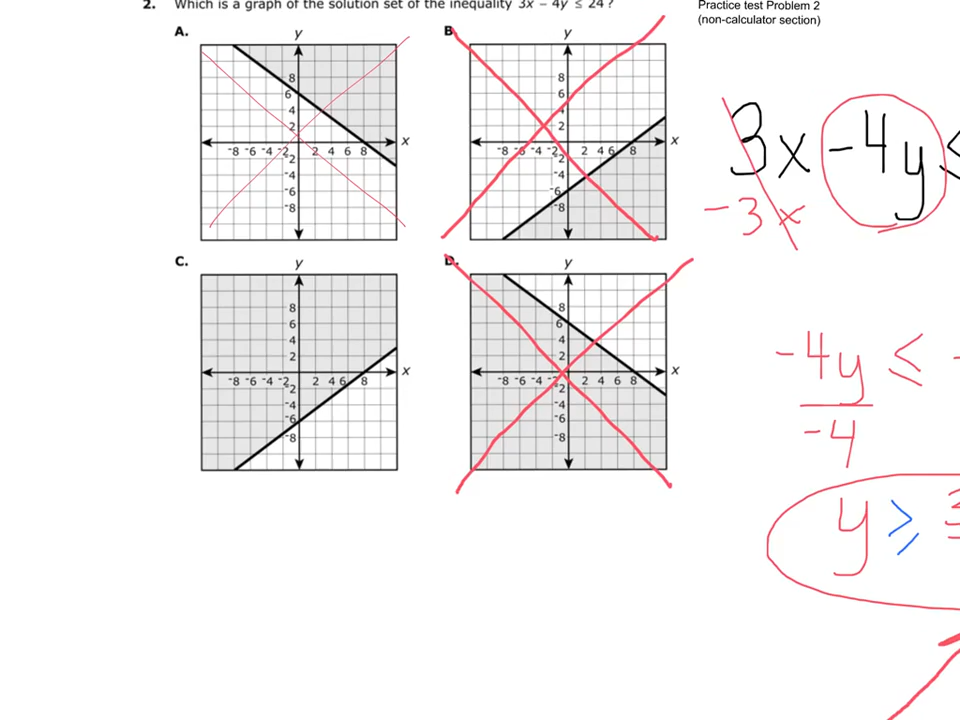 2. Which is a graph of the solution set of the inequality 3x − 4y ≤ 24?
Practice test Problem 2
(non-calculator section)
A.
y
8
6
4
2
x
-8 -6 -4 -2 2 4 6 8
-2
-4
-6
-8
B.
y
8
6
4
2
x
-8 -6 -4 -2 2 4 6 8
-2
-4
-6
-8
C.
y
8
6
4
2
x
-8 -6 -4 -2 2 4 6 8
-2
-4
-6
-8
D.
y
8
6
4
2
x
-8 -6 -4 -2 2 4 6 8
-2
-4
-6
-8
3x -4y ≤
-3x
-4y ≤ -
-4
y ≥